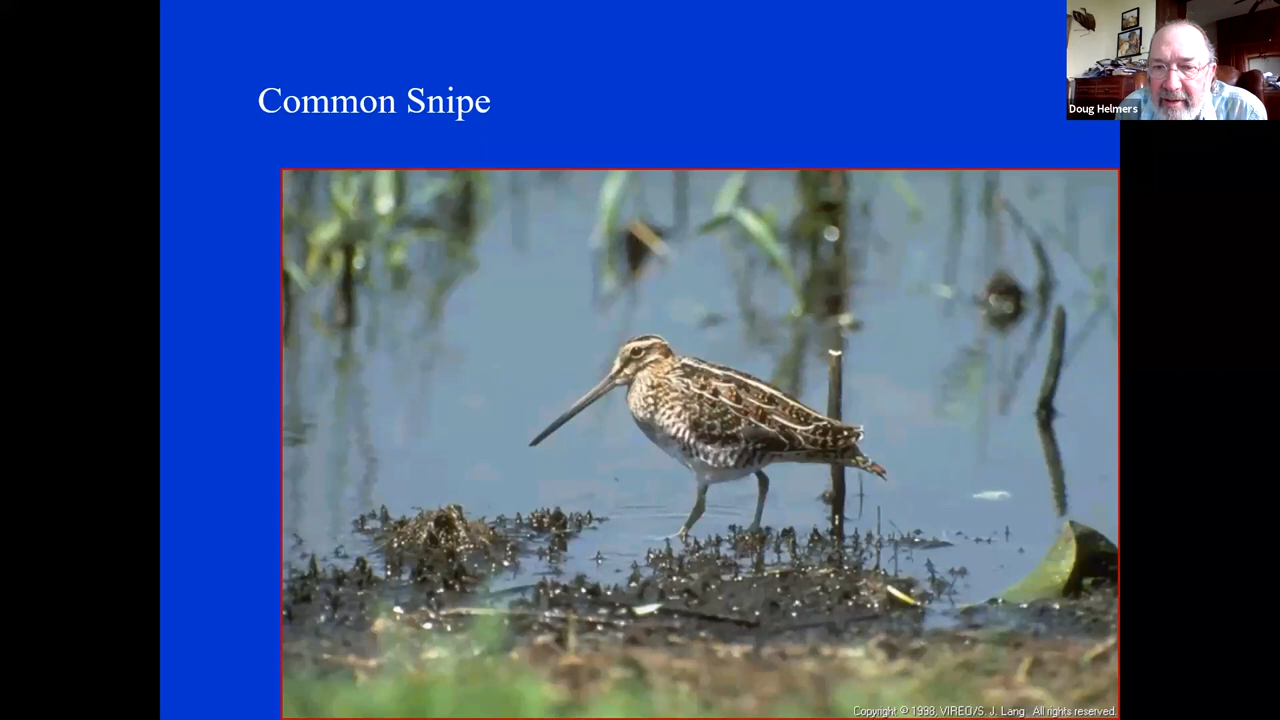 Common Snipe
Doug Helmers
Copyright © 1998, VIREO/S. J. Lang. All rights reserved.